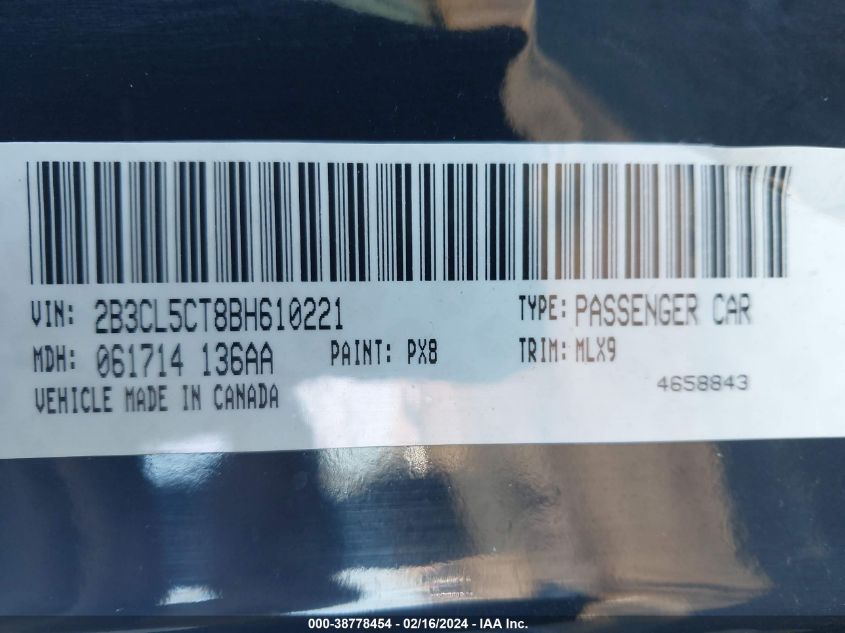 VIN: 2B3CL5CT8BH610221 TYPE: PASSENGER CAR
MDH: 061714 136AA PAINT: PX8 TRIM: MLX9
VEHICLE MADE IN CANADA 4658843
000-38778454 - 02/16/2024 - IAA Inc.